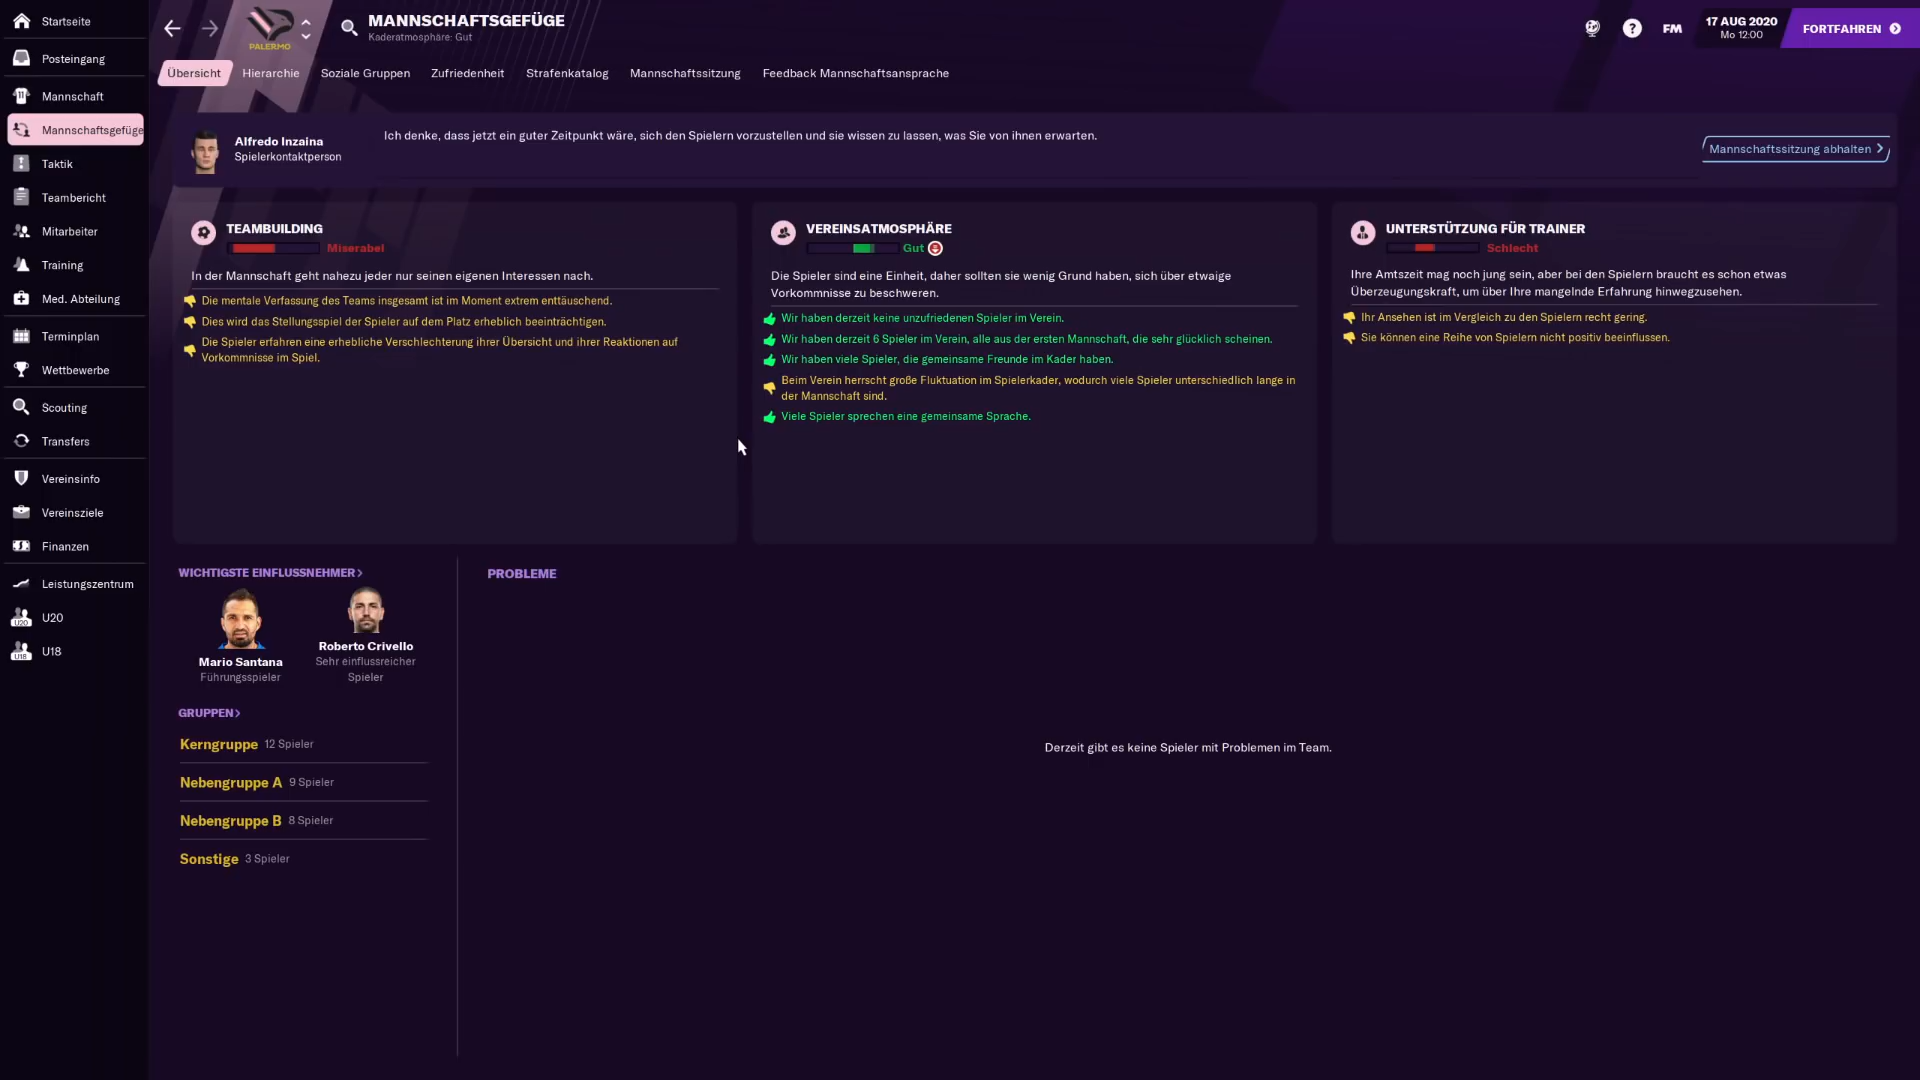 Startseite
Posteingang
Mannschaft
Mannschaftsgefüge
Taktik
Teambericht
Mitarbeiter
Training
Med. Abteilung
Terminplan
Wettbewerbe
Scouting
Transfers
Vereinsinfo
Vereinsziele
Finanzen
Leistungszentrum
U20
U20
U18
U18
PALERMO
MANNSCHAFTSGEFÜGE
Kaderatmosphäre: Gut
?
FM
17 AUG 2020
Mo 12:00
FORTFAHREN
Übersicht Hierarchie Soziale Gruppen Zufriedenheit Strafenkatalog Mannschaftssitzung Feedback Mannschaftsansprache
Alfredo Inzaina
Spielerkontaktperson
Ich denke, dass jetzt ein guter Zeitpunkt wäre, sich den Spielern vorzustellen und sie wissen zu lassen, was Sie von ihnen erwarten.
Mannschaftssitzung abhalten >
TEAMBUILDING
Miserabel
In der Mannschaft geht nahezu jeder nur seinen eigenen Interessen nach.
Die mentale Verfassung des Teams insgesamt ist im Moment extrem enttäuschend.
Dies wird das Stellungsspiel der Spieler auf dem Platz erheblich beeinträchtigen.
Die Spieler erfahren eine erhebliche Verschlechterung ihrer Übersicht und ihrer Reaktionen auf
Vorkommnisse im Spiel.
VEREINSATMOSPHÄRE
Gut
Die Spieler sind eine Einheit, daher sollten sie wenig Grund haben, sich über etwaige
Vorkommnisse zu beschweren.
Wir haben derzeit keine unzufriedenen Spieler im Verein.
Wir haben derzeit 6 Spieler im Verein, alle aus der ersten Mannschaft, die sehr glücklich scheinen.
Wir haben viele Spieler, die gemeinsame Freunde im Kader haben.
Beim Verein herrscht große Fluktuation im Spielerkader, wodurch viele Spieler unterschiedlich lange in
der Mannschaft sind.
Viele Spieler sprechen eine gemeinsame Sprache.
UNTERSTÜTZUNG FÜR TRAINER
Schlecht
Ihre Amtszeit mag noch jung sein, aber bei den Spielern braucht es schon etwas
Überzeugungskraft, um über Ihre mangelnde Erfahrung hinwegzusehen.
Ihr Ansehen ist im Vergleich zu den Spielern recht gering.
Sie können eine Reihe von Spielern nicht positiv beeinflussen.
WICHTIGSTE EINFLUSSNEHMER >
Mario Santana
Führungsspieler
Roberto Crivello
Sehr einflussreicher
Spieler
GRUPPEN >
Kerngruppe 12 Spieler
Nebengruppe A 9 Spieler
Nebengruppe B 8 Spieler
Sonstige 3 Spieler
PROBLEME
Derzeit gibt es keine Spieler mit Problemen im Team.